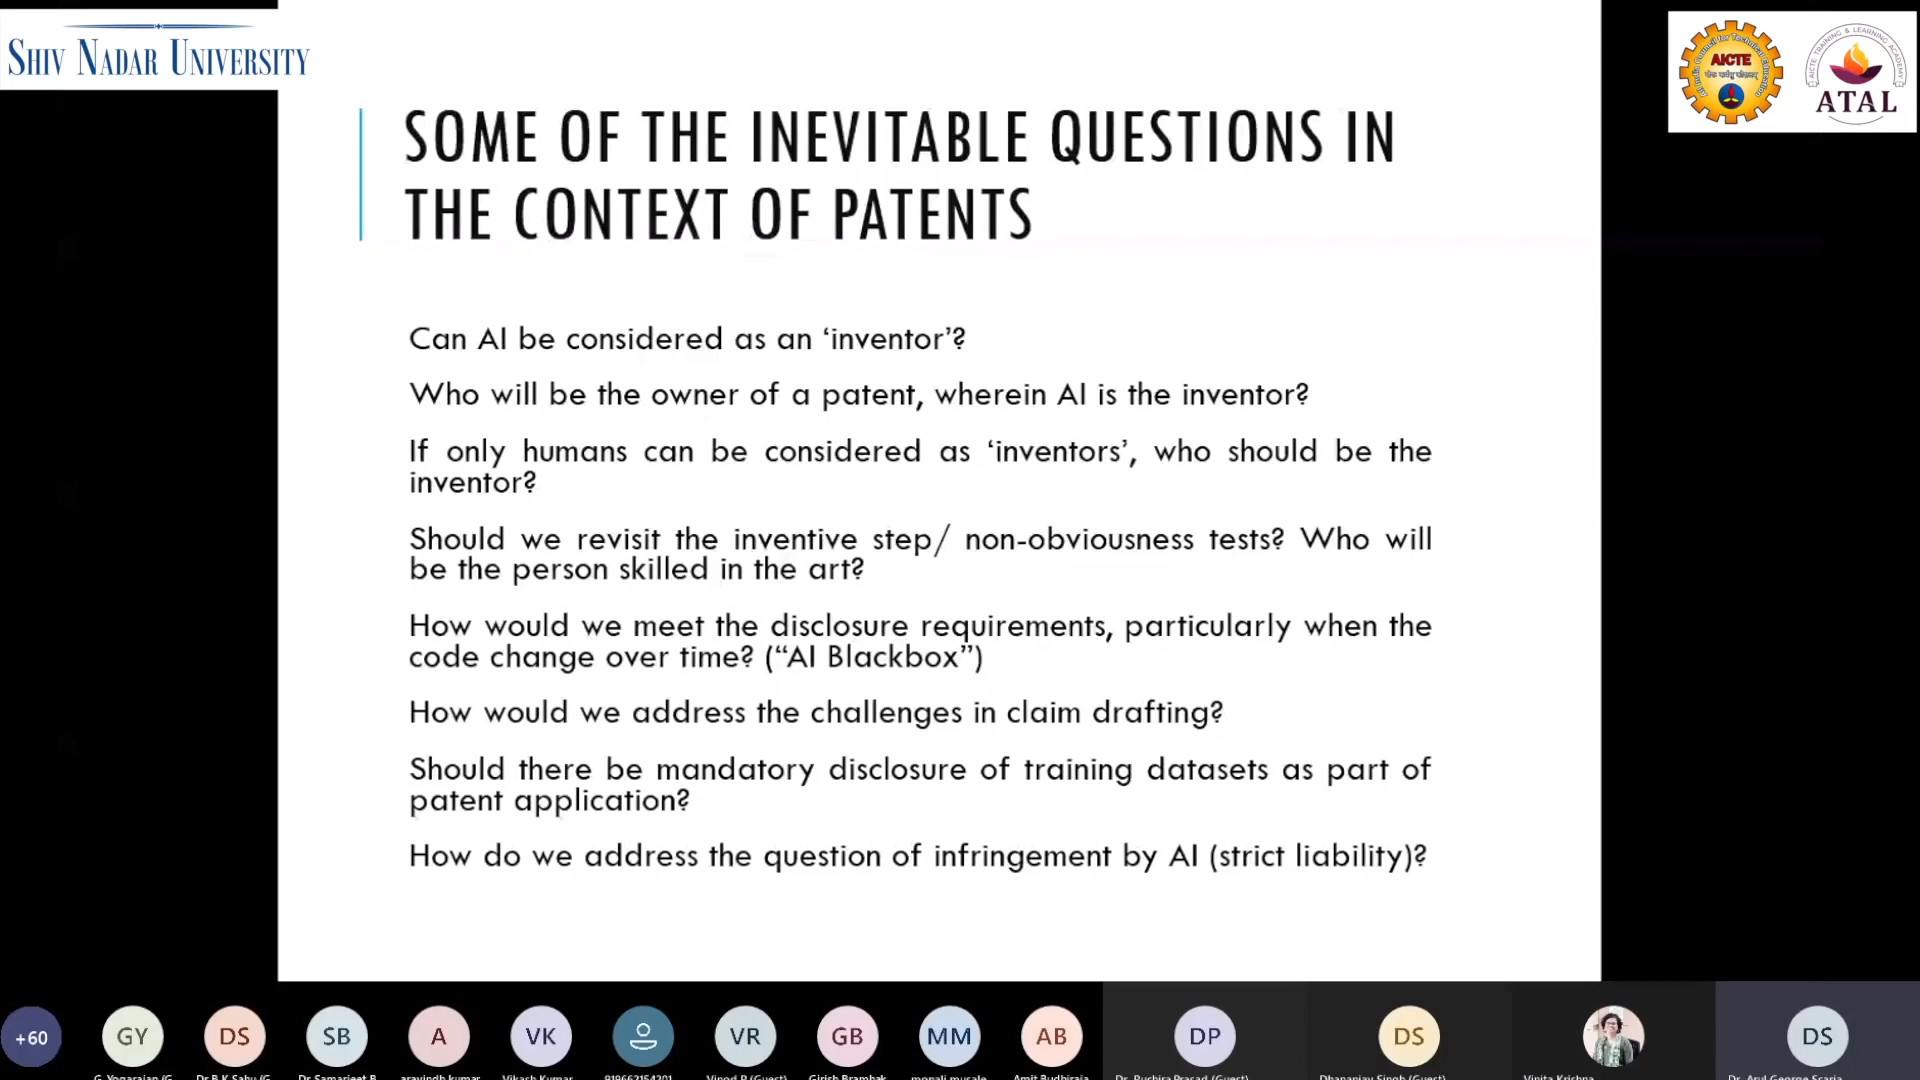 SHIV NADAR UNIVERSITY
AICTE
ATAL
SOME OF THE INEVITABLE QUESTIONS IN
THE CONTEXT OF PATENTS
Can AI be considered as an ‘inventor’?
Who will be the owner of a patent, wherein AI is the inventor?
If only humans can be considered as ‘inventors’, who should be the
inventor?
Should we revisit the inventive step/ non-obviousness tests? Who will
be the person skilled in the art?
How would we meet the disclosure requirements, particularly when the
code change over time? (“AI Blackbox”)
How would we address the challenges in claim drafting?
Should there be mandatory disclosure of training datasets as part of
patent application?
How do we address the question of infringement by AI (strict liability)?
+60
GY
DS
SB
A
VK
VR
GB
MM
AB
DP
DS
DS